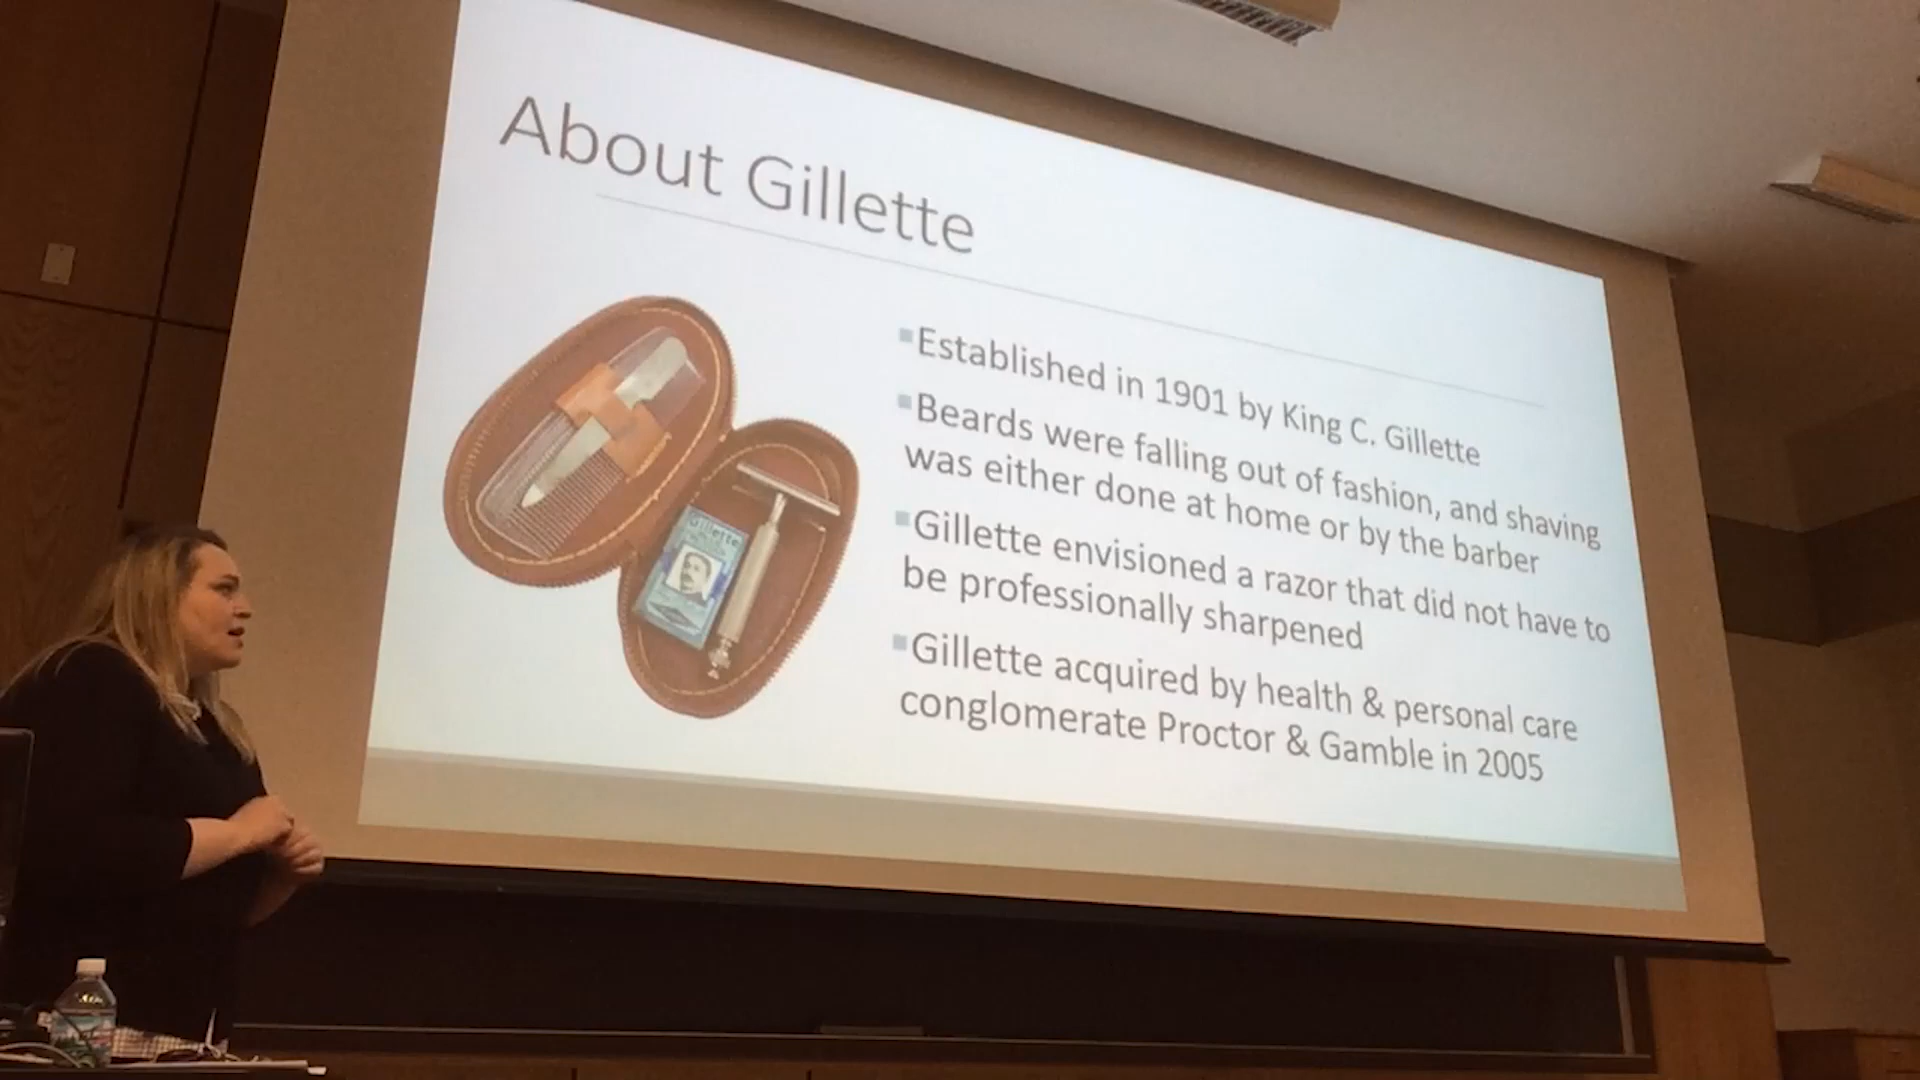 About Gillette
▪Established in 1901 by King C. Gillette
▪Beards were falling out of fashion, and shaving
was either done at home or by the barber
▪Gillette envisioned a razor that did not have to
be professionally sharpened
▪Gillette acquired by health & personal care
conglomerate Proctor & Gamble in 2005
Gillette